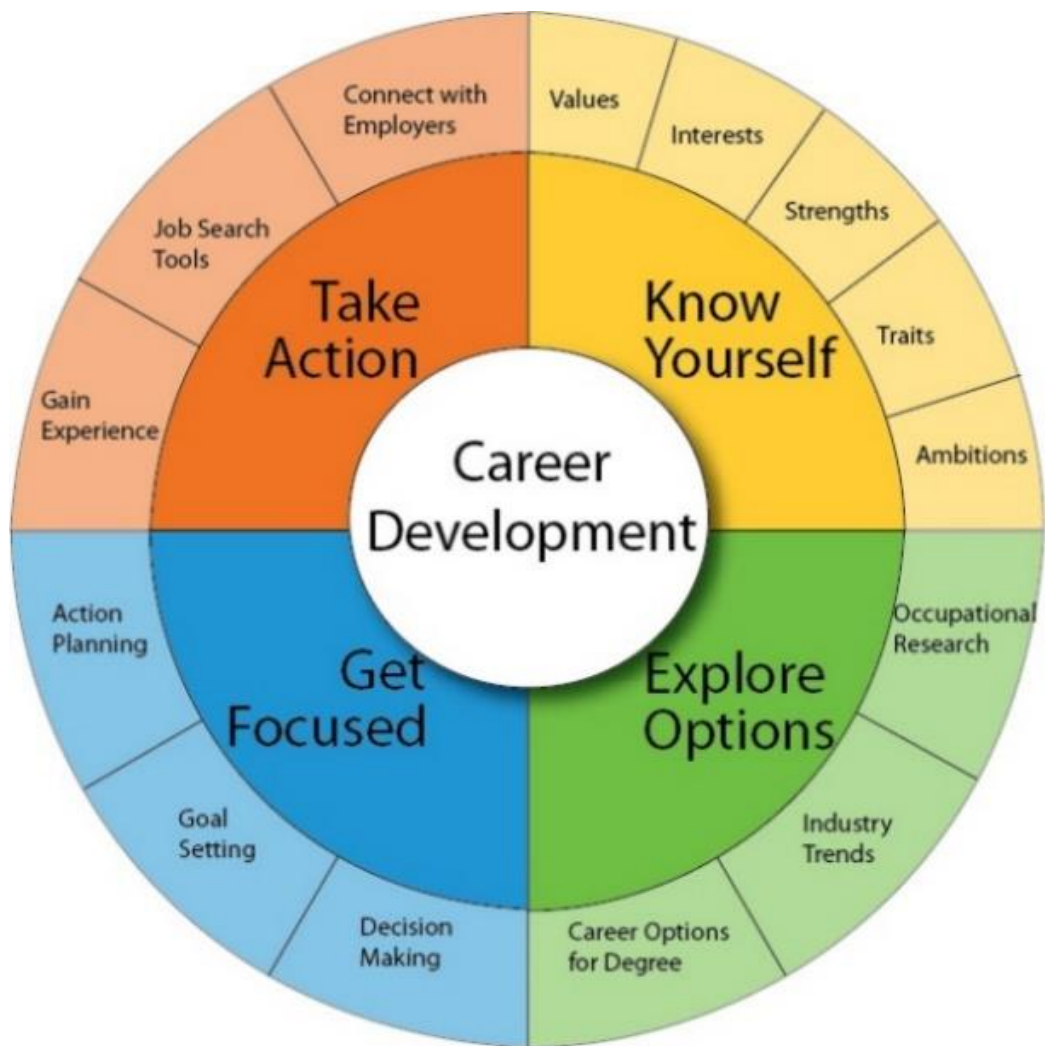 Career
Development
Know
Yourself
Values
Interests
Strengths
Traits
Ambitions
Explore
Options
Occupational
Research
Industry
Trends
Career Options
for Degree
Get
Focused
Decision
Making
Goal
Setting
Action
Planning
Take
Action
Gain
Experience
Job Search
Tools
Connect with
Employers